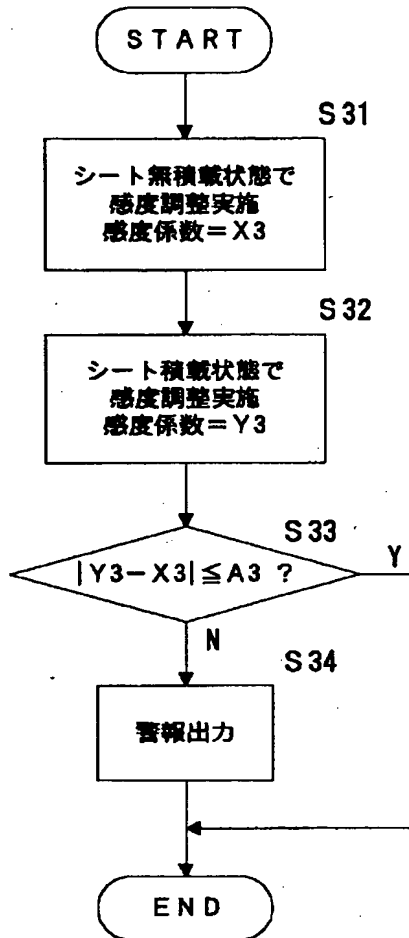 START
S31
シート無積載状態で
感度調整実施
感度係数=X3
S32
シート積載状態で
感度調整実施
感度係数=Y3
S33
|Y3−X3|≦A3 ?
Y
N
S34
警報出力
END